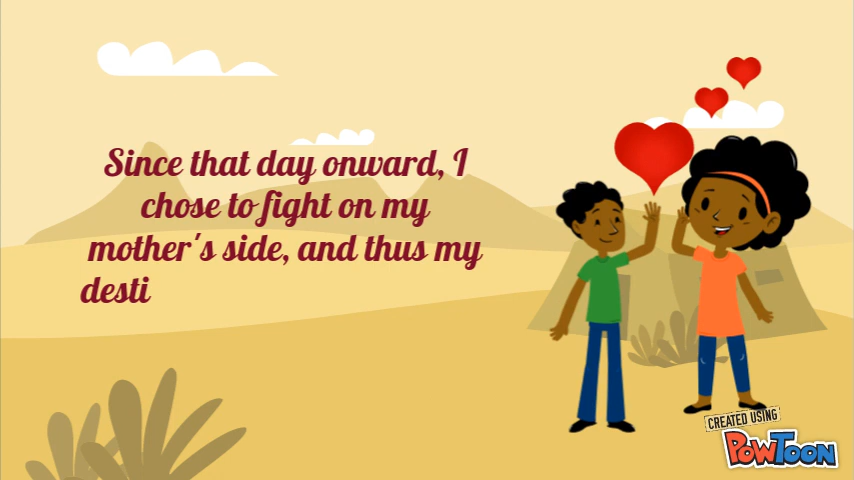 Since that day onward, I
chose to fight on my
mother's side, and thus my
desti
CREATED USING
POWTOON